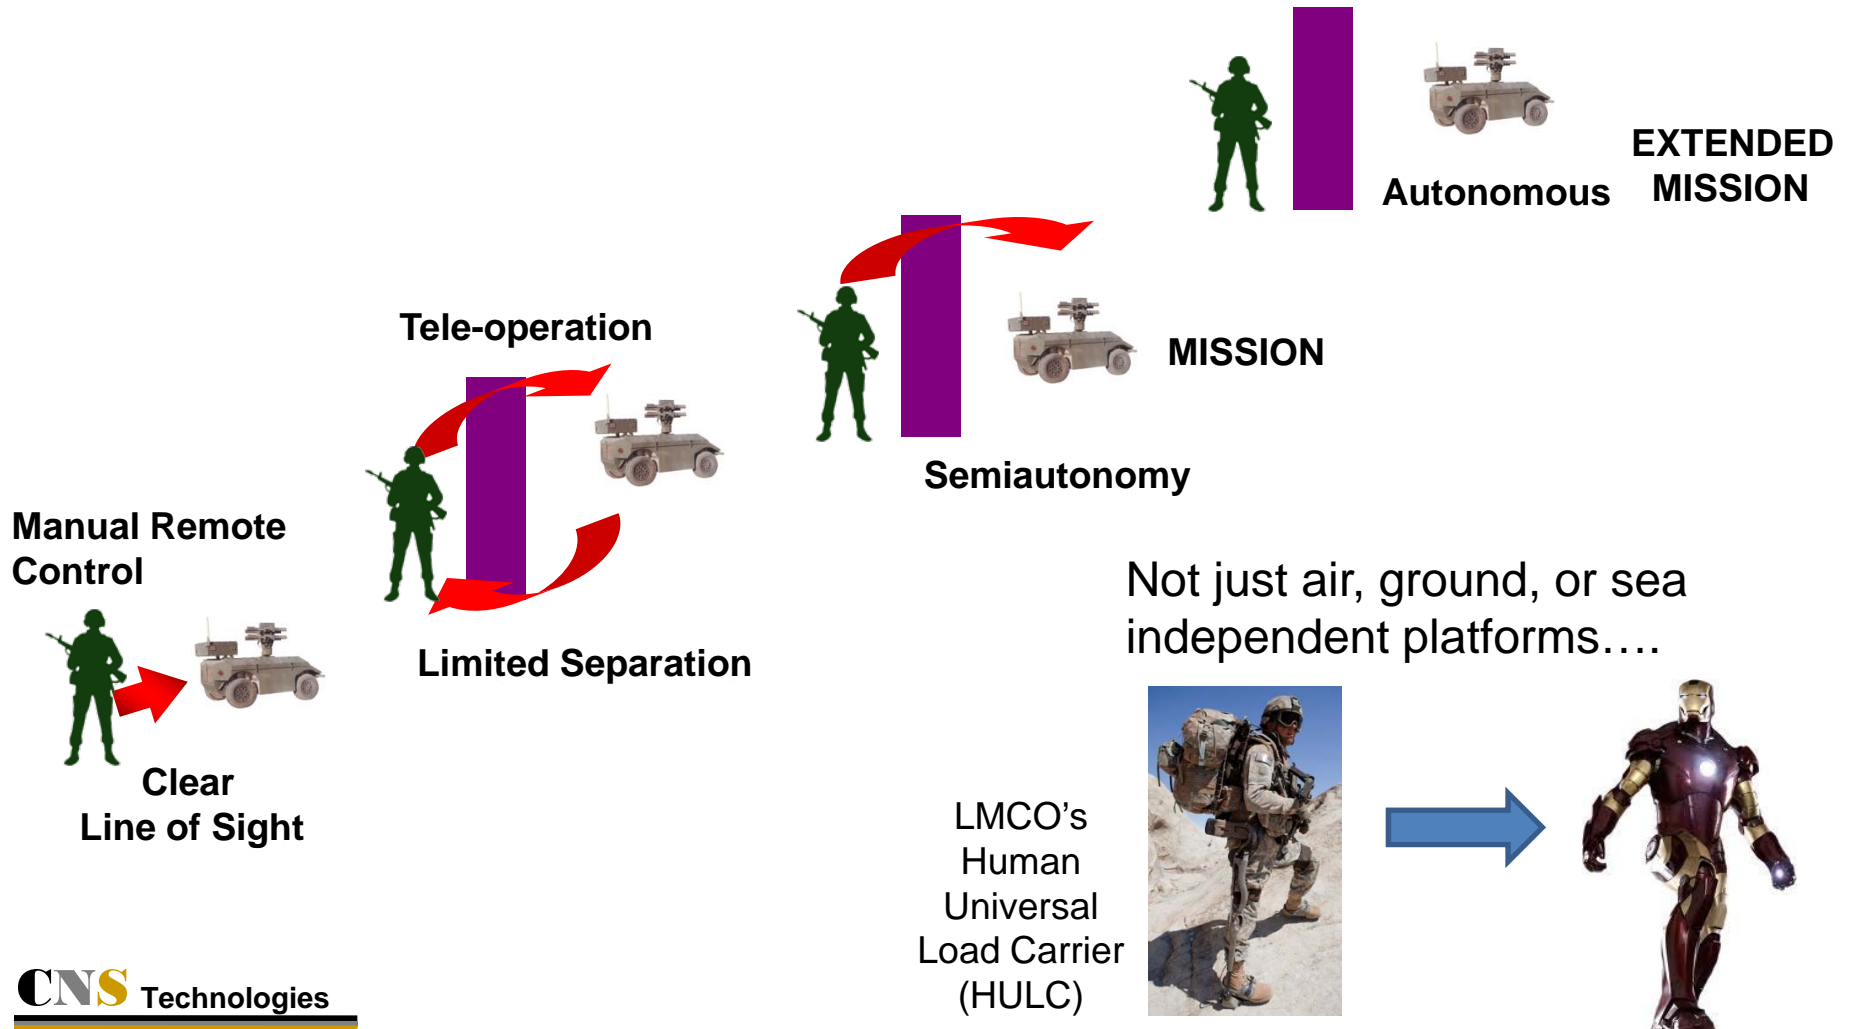 EXTENDED
MISSION
Autonomous
Tele-operation
MISSION
Semiautonomy
Manual Remote
Control
Limited Separation
Clear
Line of Sight
Not just air, ground, or sea
independent platforms….
LMCO’s
Human
Universal
Load Carrier
(HULC)
CNS Technologies